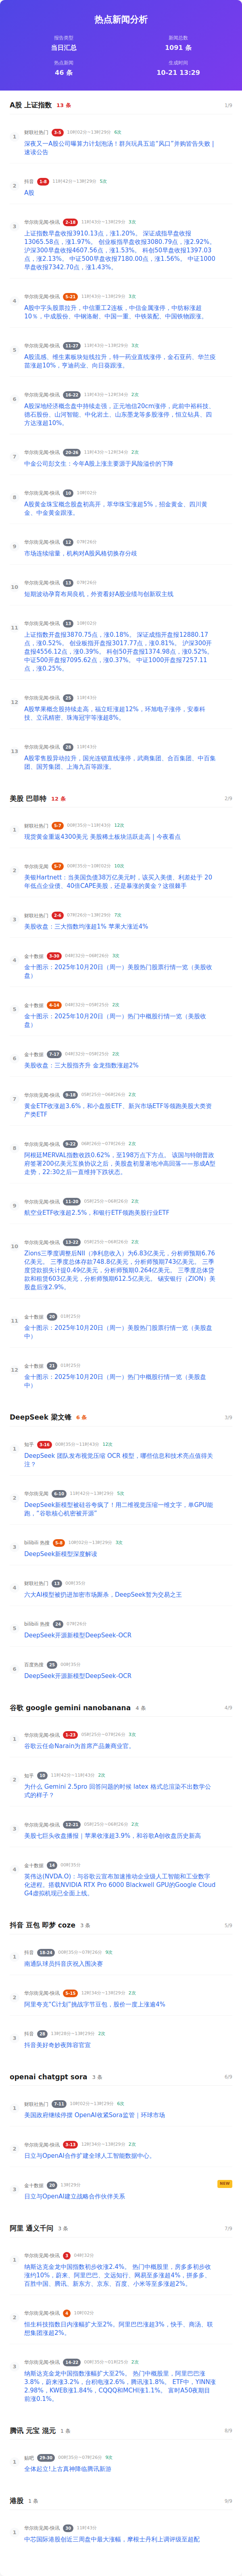 热点新闻分析
报告类型
当日汇总
新闻总数
1091 条
热点新闻
46 条
生成时间
10-21 13:29
A股 上证指数 13 条 1/9
1 财联社热门 3-5 10时02分~13时29分 6次
深夜又一A股公司曝算力计划泡汤！群兴玩具五追“风口”并购皆告失败 |
速读公告
2 抖音 1-8 11时42分~13时29分 5次
A股
3 华尔街见闻-快讯 2-18 11时43分~13时29分 3次
上证指数早盘收报3910.13点，涨1.20%。 深证成指早盘收报
13065.58点，涨1.97%。 创业板指早盘收报3080.79点，涨2.92%。
沪深300早盘收报4607.56点，涨1.53%。 科创50早盘收报1397.03
点，涨2.13%。 中证500早盘收报7180.00点，涨1.56%。 中证1000
早盘收报7342.70点，涨1.43%。
4 华尔街见闻-快讯 5-21 11时43分~13时29分 3次
A股中字头股票拉升，中信重工2连板，中信金属涨停，中纺标涨超
10％，中成股份、中钢洛耐、中国一重、中铁装配、中国铁物跟涨。
5 华尔街见闻-快讯 11-27 11时43分~13时29分 3次
A股流感、维生素板块短线拉升，特一药业直线涨停，金石亚药、华兰疫
苗涨超10%，亨迪药业、向日葵跟涨。
6 华尔街见闻-快讯 16-22 11时43分~12时34分 2次
A股深地经济概念盘中持续走强，正元地信20cm涨停，此前中裕科技、
德石股份、山河智能、中化岩土、山东墨龙等多股涨停，恒立钻具、四
方达涨超10%。
7 华尔街见闻-快讯 20-26 11时43分~12时34分 2次
中金公司彭文生：今年A股上涨主要源于风险溢价的下降
8 华尔街见闻-快讯 10 10时02分
A股黄金珠宝概念股盘初高开，萃华珠宝涨超5%，招金黄金、四川黄
金、中金黄金跟涨。
9 华尔街见闻-快讯 12 07时26分
市场连续缩量，机构对A股风格切换存分歧
10 华尔街见闻-快讯 13 07时26分
短期波动孕育布局良机，外资看好A股业绩与创新双主线
11 华尔街见闻-快讯 13 10时02分
上证指数开盘报3870.75点，涨0.18%。 深证成指开盘报12880.17
点，涨0.52%。 创业板指开盘报3017.77点，涨0.81%。 沪深300开
盘报4556.12点，涨0.39%。 科创50开盘报1374.98点，涨0.52%。
中证500开盘报7095.62点，涨0.37%。 中证1000开盘报7257.11
点，涨0.25%。
12 华尔街见闻-快讯 25 11时43分
A股苹果概念股持续走高，福立旺涨超12%，环旭电子涨停，安泰科
技、立讯精密、珠海冠宇等涨超8%。
13 华尔街见闻-快讯 28 11时43分
A股零售股异动拉升，国光连锁直线涨停，武商集团、合百集团、中百集
团、国芳集团、上海九百等跟涨。
美股 巴菲特 12 条 2/9
1 财联社热门 5-7 00时35分~11时43分 12次
现货黄金重返4300美元 美股稀土板块活跃走高 | 今夜看点
2 华尔街见闻 5-7 00时35分~10时02分 10次
美银Hartnett：当美国负债38万亿美元时，该买入美债、利差处于 20
年低点企业债、40倍CAPE美股，还是暴涨的黄金？这很棘手
3 财联社热门 2-6 07时26分~13时29分 7次
美股收盘：三大指数均涨超1% 苹果大涨近4%
4 金十数据 5-30 04时32分~06时26分 3次
金十图示：2025年10月20日（周一）美股热门股票行情一览（美股收
盘）
5 金十数据 4-14 04时32分~05时25分 2次
金十图示：2025年10月20日（周一）热门中概股行情一览（美股收
盘）
6 金十数据 7-17 04时32分~05时25分 2次
美股收盘：三大股指齐升 金龙指数涨超2%
7 华尔街见闻-快讯 9-18 05时25分~06时26分 2次
黄金ETF收涨超3.6%，和小盘股ETF、新兴市场ETF等领跑美股大类资
产类ETF
8 华尔街见闻-快讯 9-22 06时26分~07时26分 2次
阿根廷MERVAL指数收跌0.62%，至198万点下方点。 该国与特朗普政
府签署200亿美元互换协议之后，美股盘初显著地冲高回落——形成A型
走势，22:30之后一直维持下跌状态。
9 华尔街见闻-快讯 11-20 05时25分~06时26分 2次
航空业ETF收涨超2.5%，和银行ETF领跑美股行业ETF
10 华尔街见闻-快讯 13-22 05时25分~06时26分 2次
Zions三季度调整后NII（净利息收入）为6.83亿美元，分析师预期6.76
亿美元。 三季度总体存款748.8亿美元，分析师预期743亿美元。 三季
度贷款损失计提0.49亿美元，分析师预期0.264亿美元。 三季度总体贷
款和租赁603亿美元，分析师预期612.5亿美元。 锡安银行（ZION）美
股盘后涨2.9%。
11 金十数据 20 01时25分
金十图示：2025年10月20日（周一）美股热门股票行情一览（美股盘
中）
12 金十数据 21 01时25分
金十图示：2025年10月20日（周一）热门中概股行情一览（美股盘
中）
DeepSeek 梁文锋 6 条 3/9
1 知乎 3-16 00时35分~11时43分 12次
DeepSeek 团队发布视觉压缩 OCR 模型，哪些信息和技术亮点值得关
注？
2 华尔街见闻 6-10 11时42分~13时29分 5次
DeepSeek新模型被硅谷夸疯了！用二维视觉压缩一维文字，单GPU能
跑，“谷歌核心机密被开源”
3 bilibili 热搜 5-8 10时02分~13时29分 3次
DeepSeek新模型深度解读
4 财联社热门 13 00时35分
六大AI模型被扔进加密市场厮杀，DeepSeek暂为交易之王
5 bilibili 热搜 24 07时26分
DeepSeek开源新模型DeepSeek-OCR
6 百度热搜 25 00时35分
DeepSeek开源新模型DeepSeek-OCR
谷歌 google gemini nanobanana 4 条 4/9
1 华尔街见闻-快讯 1-23 05时25分~07时26分 3次
谷歌云任命Narain为首席产品兼商业官。
2 知乎 10 11时42分~11时43分 2次
为什么 Gemini 2.5pro 回答问题的时候 latex 格式总渲染不出数学公
式的样子？
3 华尔街见闻-快讯 12-21 05时25分~06时26分 2次
美股七巨头收盘播报｜苹果收涨超3.9%，和谷歌A创收盘历史新高
4 金十数据 14 00时35分
英伟达(NVDA.O)：与谷歌云宣布加速推动企业级人工智能和工业数字
化进程。搭载NVIDIA RTX Pro 6000 Blackwell GPU的Google Cloud
G4虚拟机现已全面上线。
抖音 豆包 即梦 coze 3 条 5/9
1 抖音 18-24 00时35分~07时26分 9次
南通队球员抖音庆祝入围决赛
2 华尔街见闻-快讯 5-15 12时34分~13时29分 2次
阿里夸克“C计划”挑战字节豆包，股价一度上涨逾4%
3 抖音 28 13时28分~13时29分 2次
抖音美好奇妙夜阵容官宣
openai chatgpt sora 3 条 6/9
1 财联社热门 7-11 10时02分~13时29分 6次
美国政府继续停摆 OpenAI收紧Sora监管｜环球市场
2 华尔街见闻-快讯 3-13 12时34分~13时29分 2次
日立与OpenAI合作扩建全球人工智能数据中心。
NEW
3 金十数据 20 13时29分
日立与OpenAI建立战略合作伙伴关系
阿里 通义千问 3 条 7/9
1 华尔街见闻-快讯 3 04时32分
纳斯达克金龙中国指数初步收涨2.4%。 热门中概股里，房多多初步收
涨约10%，蔚来、阿里巴巴、文远知行、网易至多涨超4%，拼多多、
百胜中国、腾讯、新东方、京东、百度、小米等至多涨超2%。
2 华尔街见闻-快讯 4 10时02分
恒生科技指数日内涨幅扩大至2%。阿里巴巴涨超3%，快手、商汤、联
想集团涨超2%。
3 华尔街见闻-快讯 14-22 00时35分~01时25分 2次
纳斯达克金龙中国指数涨幅扩大至2%。 热门中概股里，阿里巴巴涨
3.8%，蔚来涨3.2%，台积电涨2.6%，腾讯涨1.8%。 ETF中，YINN涨
2.98%，KWEB涨1.84%，CQQQ和MCHI涨1.1%。 富时A50夜期目
前涨0.1%。
腾讯 元宝 混元 1 条 8/9
1 贴吧 29-30 00时35分~07时26分 9次
全体起立!上古真神降临腾讯新游
港股 1 条 9/9
1 华尔街见闻-快讯 30 11时43分
中芯国际港股创近三周盘中最大涨幅，摩根士丹利上调评级至超配